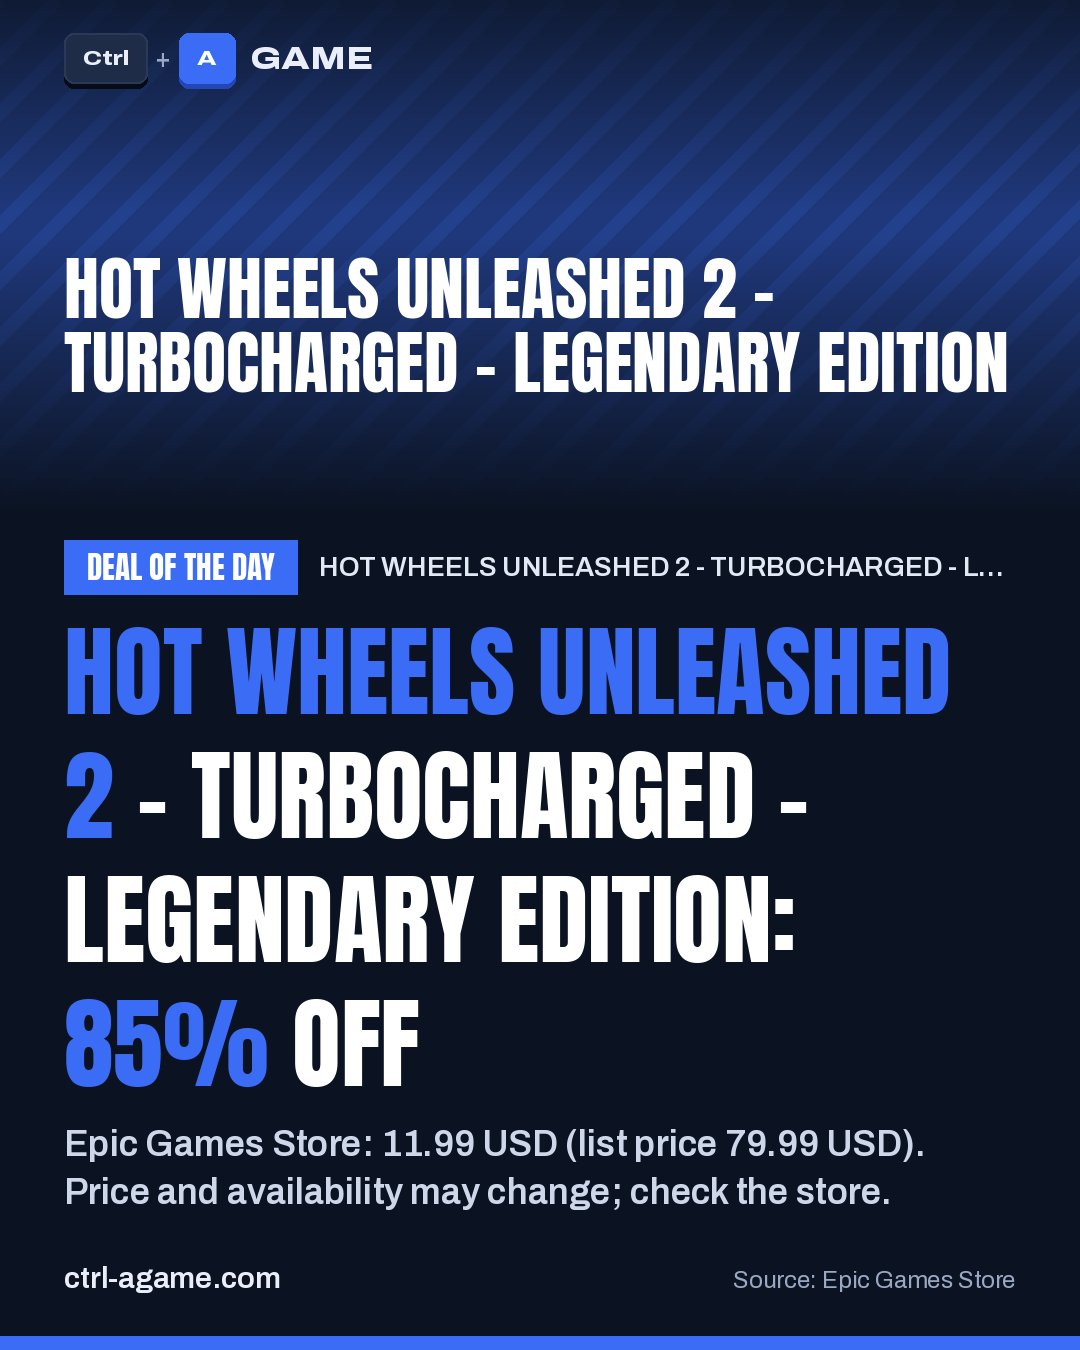 Ctrl + A GAME
HOT WHEELS UNLEASHED 2 -
TURBOCHARGED - LEGENDARY EDITION
DEAL OF THE DAY HOT WHEELS UNLEASHED 2 - TURBOCHARGED - L...
HOT WHEELS UNLEASHED
2 - TURBOCHARGED -
LEGENDARY EDITION:
85% OFF
Epic Games Store: 11.99 USD (list price 79.99 USD).
Price and availability may change; check the store.
ctrl-agame.com Source: Epic Games Store